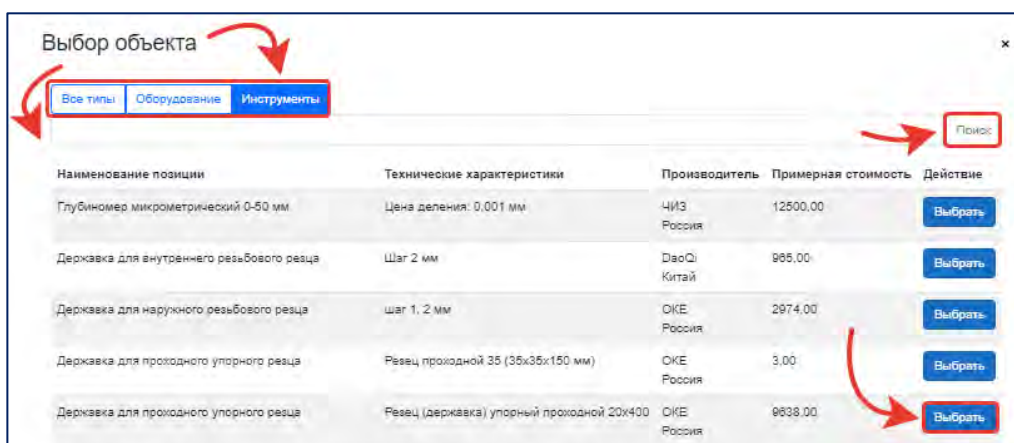 Выбор объекта
×
Все типы Оборудование Инструменты
Поиск
Наименование позиции Технические характеристики Производитель Примерная стоимость Действие
Глубиномер микрометрический 0-50 мм Цена деления: 0,001 мм ЧИЗ 12500,00 Выбрать
Россия
Державка для внутреннего резьбового резца Шаг 2 мм DaoQi 965,00 Выбрать
Китай
Державка для наружного резьбового резца шаг 1, 2 мм OKE 2974,00 Выбрать
Россия
Державка для проходного упорного резца Резец проходной 35 (35х35х150 мм) OKE 3,00 Выбрать
Россия
Державка для проходного упорного резца Резец (державка) упорный проходной 20х400 OKE 9638,00 Выбрать
Россия